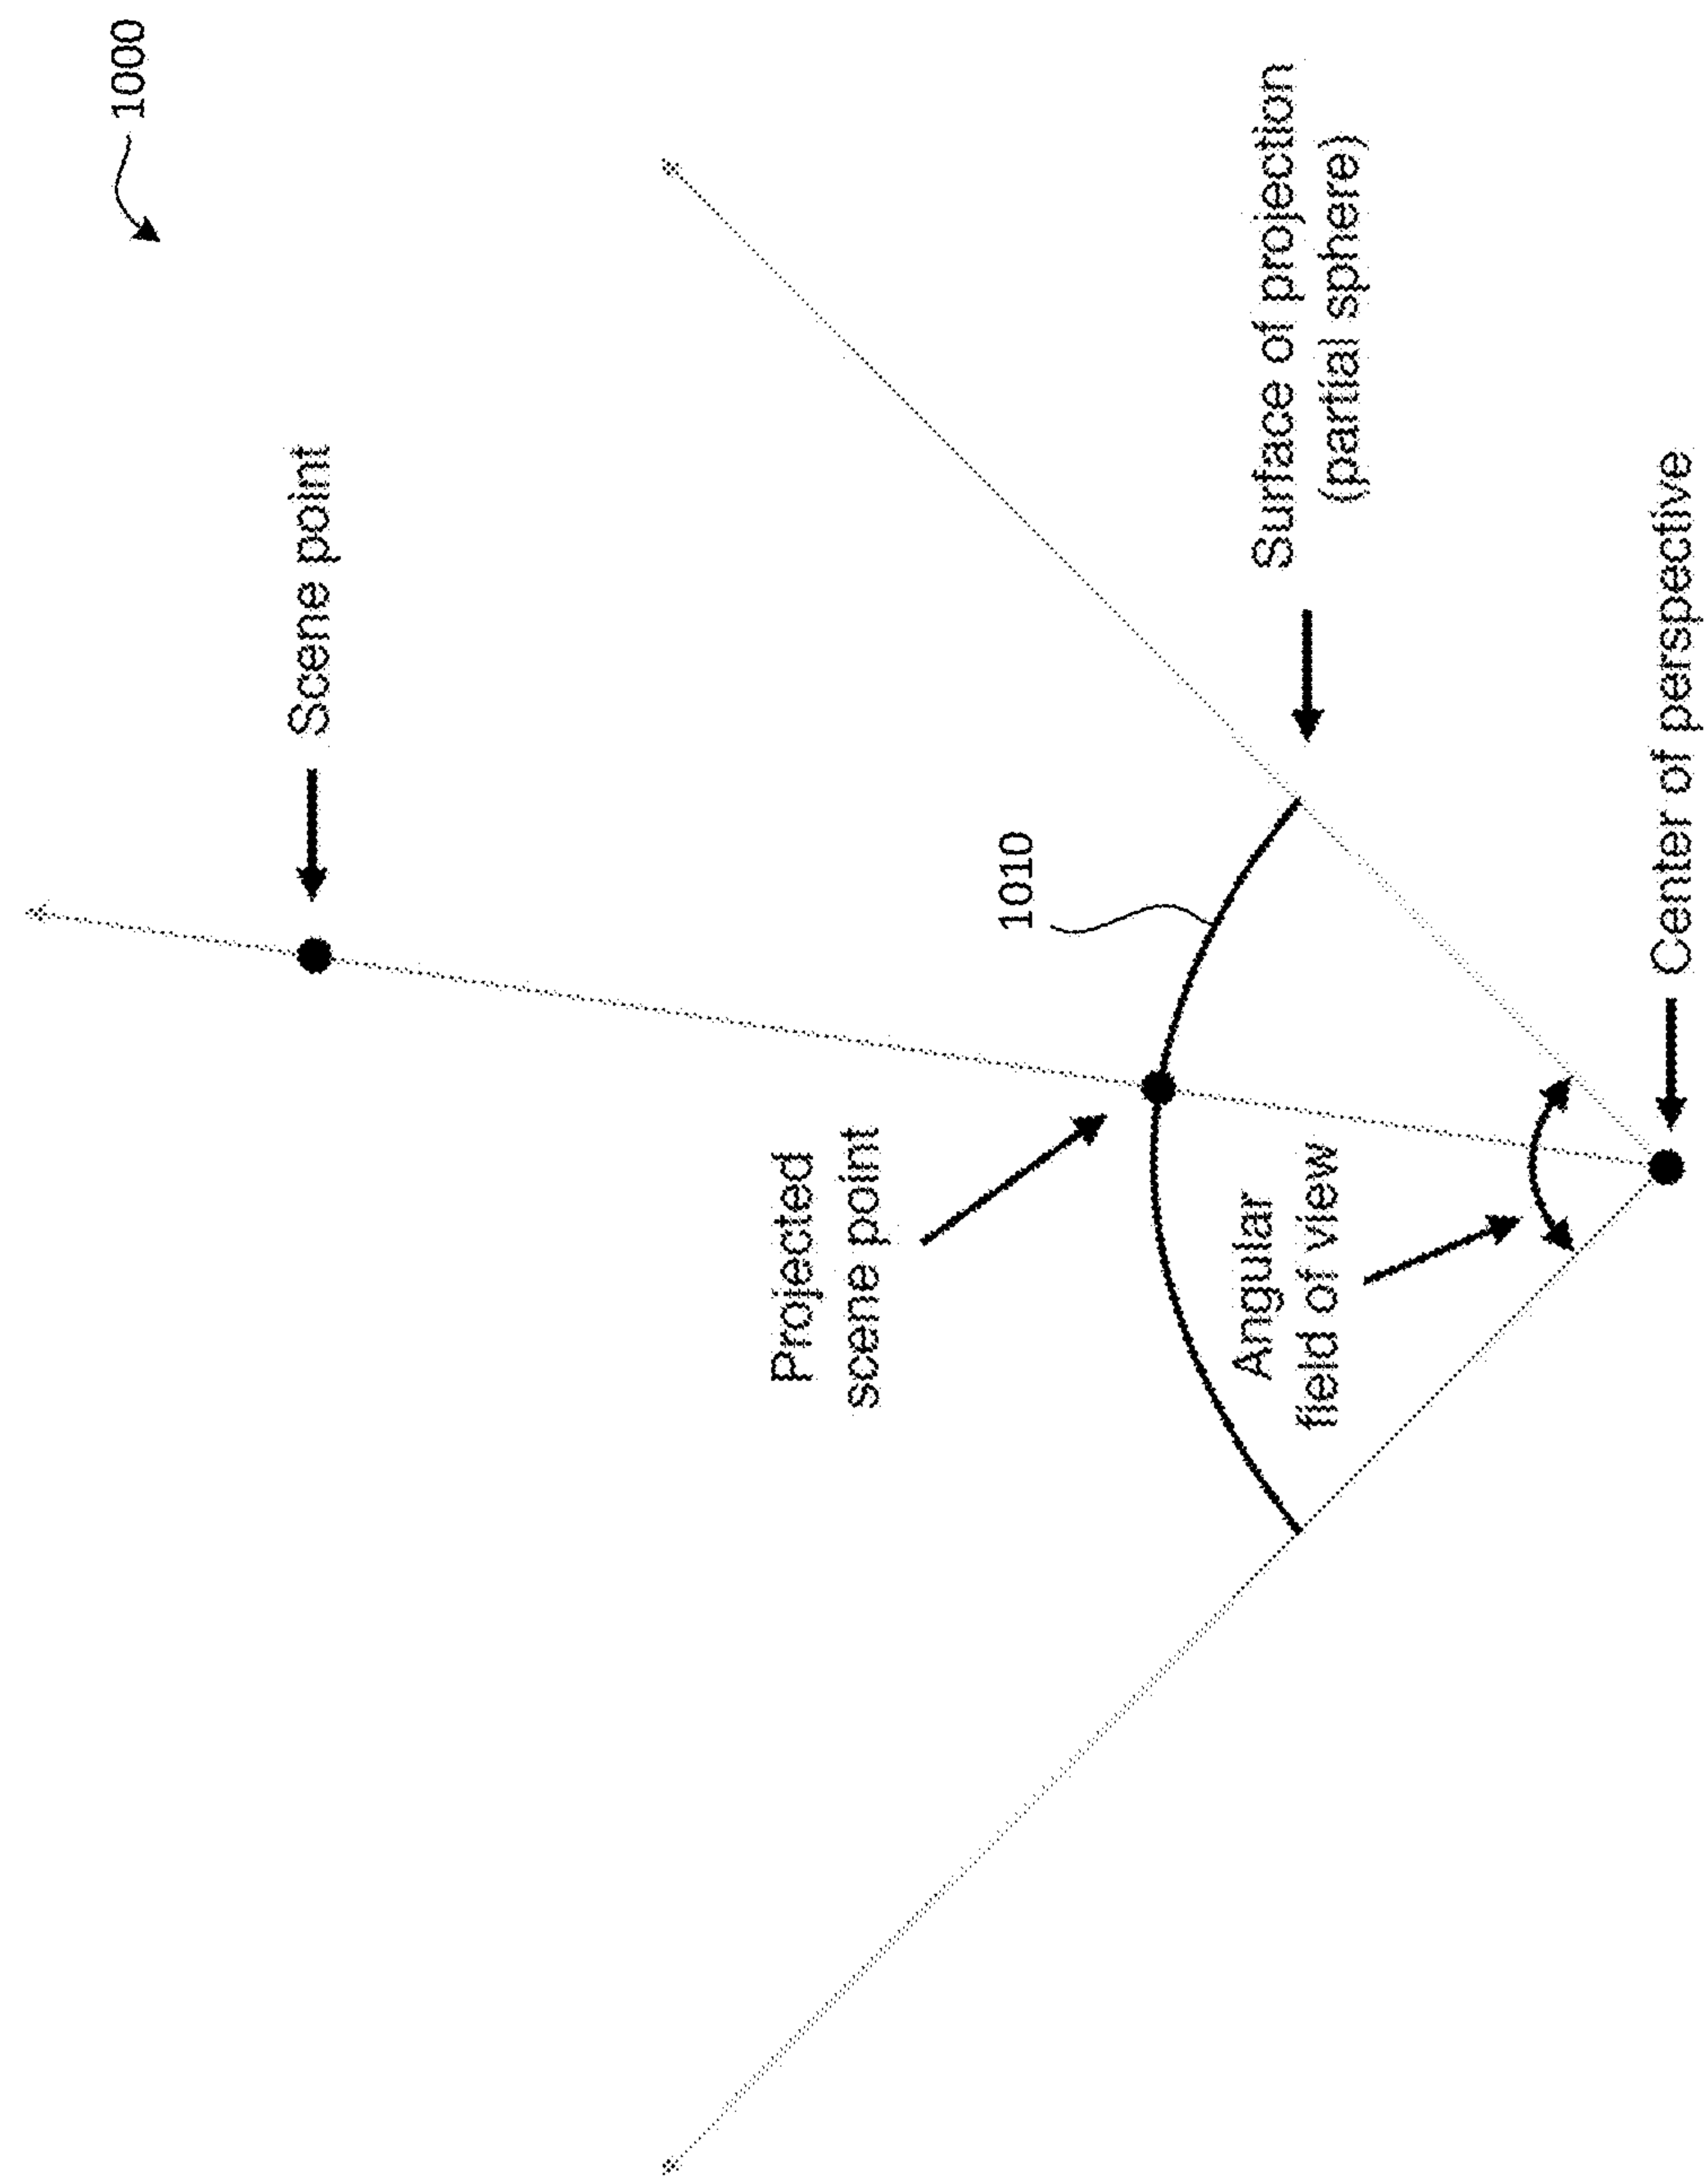 1000
Scene point
1010
Projected
scene point
Surface of projection
(partial sphere)
Angular
field of view
Center of perspective